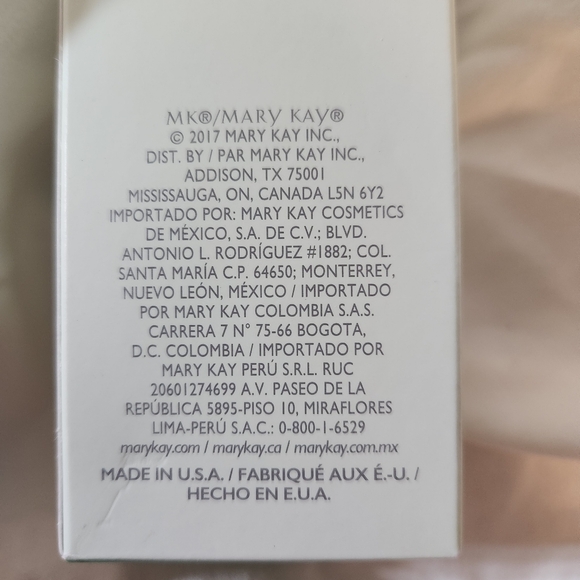 MK®/MARY KAY®
© 2017 MARY KAY INC.,
DIST. BY / PAR MARY KAY INC.,
ADDISON, TX 75001
MISSISSAUGA, ON, CANADA L5N 6Y2
IMPORTADO POR: MARY KAY COSMETICS
DE MÉXICO, S.A. DE C.V.; BLVD.
ANTONIO L. RODRÍGUEZ #1882; COL.
SANTA MARÍA C.P. 64650; MONTERREY,
NUEVO LEÓN, MÉXICO / IMPORTADO
POR MARY KAY COLOMBIA S.A.S.
CARRERA 7 N° 75-66 BOGOTA,
D.C. COLOMBIA / IMPORTADO POR
MARY KAY PERÚ S.R.L. RUC
20601274699 A.V. PASEO DE LA
REPÚBLICA 5895-PISO 10, MIRAFLORES
LIMA-PERÚ S.A.C.: 0-800-1-6529
marykay.com / marykay.ca / marykay.com.mx
MADE IN U.S.A. / FABRIQUÉ AUX É.-U. /
HECHO EN E.U.A.